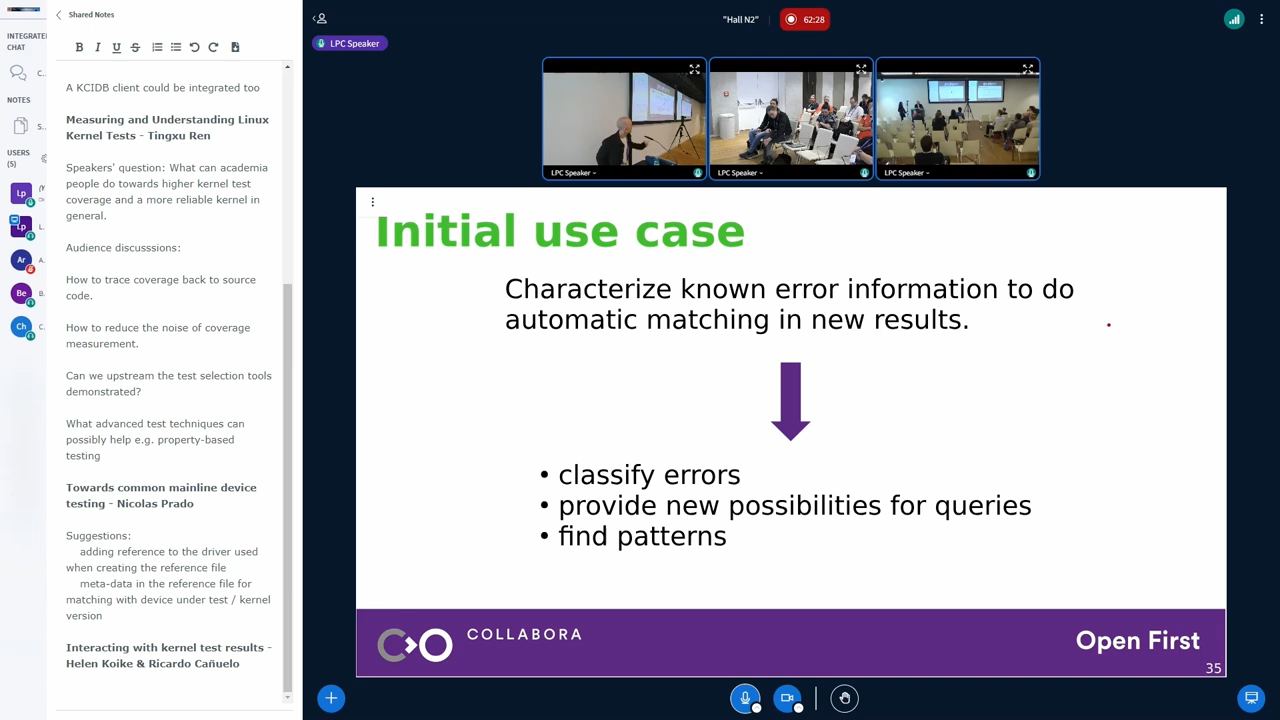 Shared Notes
INTEGRATE
CHAT
C...
NOTES
S...
USERS
(5)
Lp
Lp
L...
Ar
A...
Be
B...
Ch
C...
B I U S
A KCIDB client could be integrated too
Measuring and Understanding Linux
Kernel Tests - Tingxu Ren
Speakers' question: What can academia
people do towards higher kernel test
coverage and a more reliable kernel in
general.
Audience discusssions:
How to trace coverage back to source
code.
How to reduce the noise of coverage
measurement.
Can we upstream the test selection tools
demonstrated?
What advanced test techniques can
possibly help e.g. property-based
testing
Towards common mainline device
testing - Nicolas Prado
Suggestions:
adding reference to the driver used
when creating the reference file
meta-data in the reference file for
matching with device under test / kernel
version
Interacting with kernel test results -
Helen Koike & Ricardo Cañuelo
"Hall N2"
62:28
LPC Speaker
LPC Speaker
LPC Speaker
LPC Speaker
Initial use case
Characterize known error information to do
automatic matching in new results.
• classify errors
• provide new possibilities for queries
• find patterns
COLLABORA
Open First
35